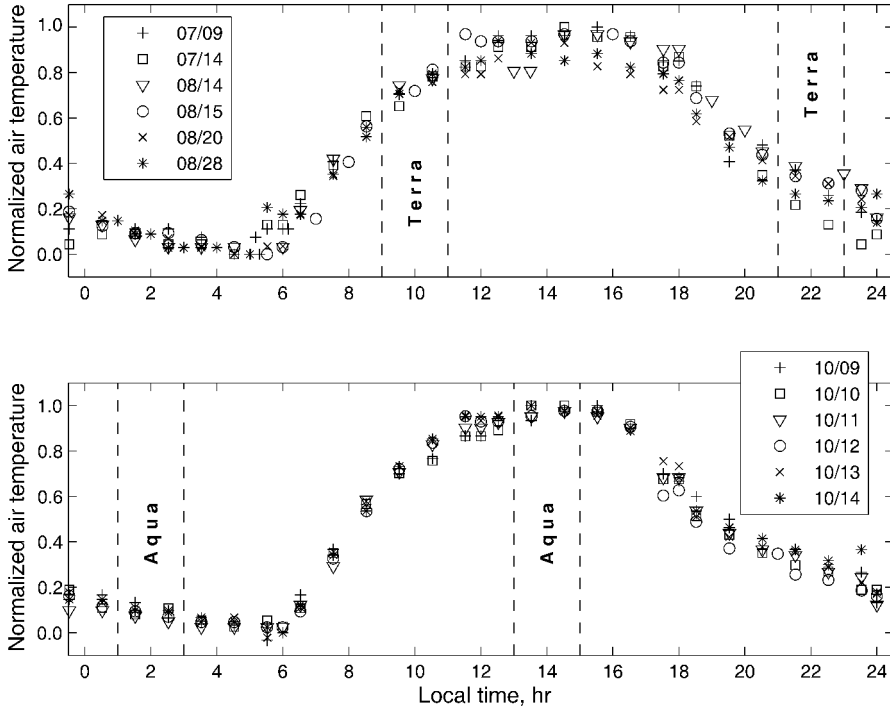 Normalized air temperature
1.0
0.8
0.6
0.4
0.2
0.0
07/09
07/14
08/14
08/15
08/20
08/28
Terra
Terra
0 2 4 6 8 10 12 14 16 18 20 22 24
Normalized air temperature
1.0
0.8
0.6
0.4
0.2
0.0
Aqua
Aqua
10/09
10/10
10/11
10/12
10/13
10/14
0 2 4 6 8 10 12 14 16 18 20 22 24
Local time, hr